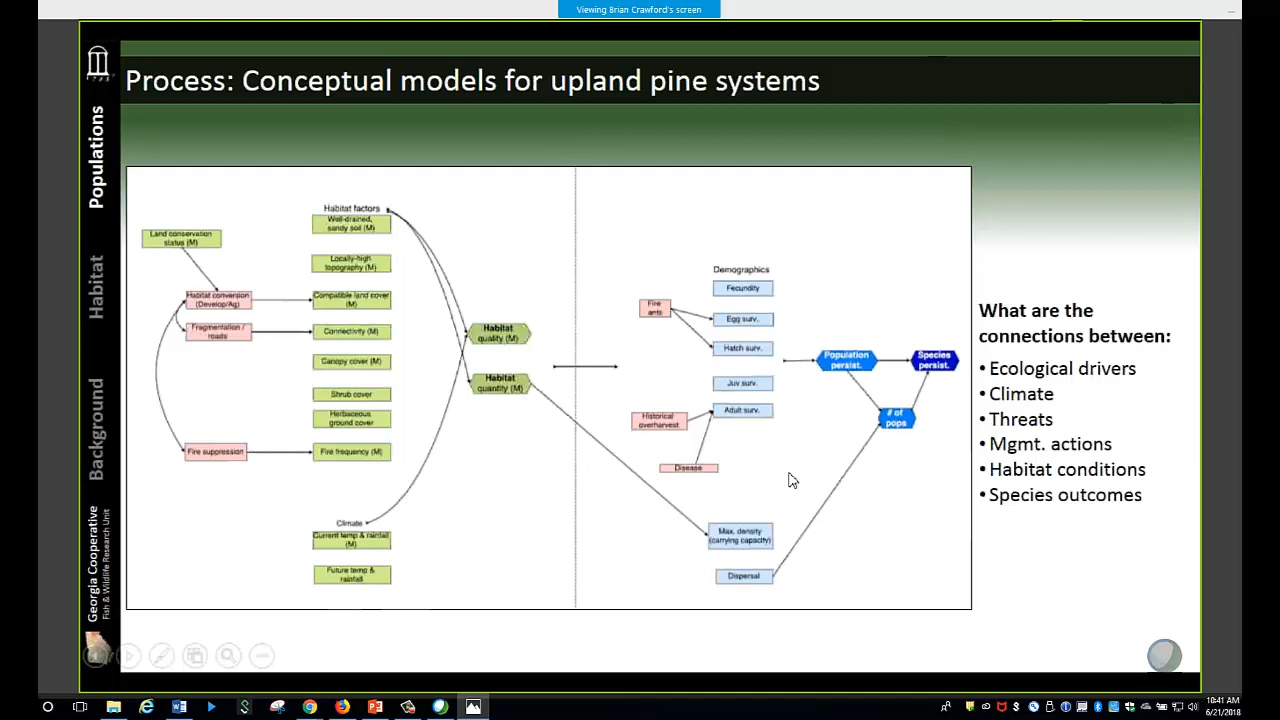 Viewing Brian Crawford's screen
Process: Conceptual models for upland pine systems
Populations
Habitat
Background
Georgia Cooperative
Fish & Wildlife Research Unit
Habitat factors
Well-drained,
sandy soil (M)
Land conservation
status (M)
Locally-high
topography (M)
Habitat conversion
(Develop/Ag)
Compatible land cover
(M)
Fragmentation /
roads
Connectivity (M)
Canopy cover (M)
Shrub cover
Herbaceous
ground cover
Fire suppression
Fire frequency (M)
Climate
Current temp & rainfall
(M)
Future temp &
rainfall
Habitat
quality (M)
Habitat
quantity (M)
Demographics
Fecundity
Fire
ants
Egg surv.
Hatch surv.
Juv surv.
Historical
overharvest
Adult surv.
Disease
Max. density
(carrying capacity)
Dispersal
Population
persist.
Species
persist.
# of
pops
What are the
connections between:
• Ecological drivers
• Climate
• Threats
• Mgmt. actions
• Habitat conditions
• Species outcomes
10:41 AM
6/21/2018